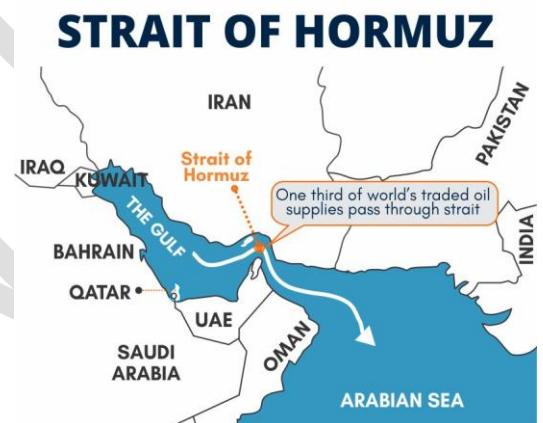 STRAIT OF HORMUZ
IRAN
PAKISTAN
IRAQ
KUWAIT
Strait of
Hormuz
One third of world's traded oil
supplies pass through strait
THE GULF
INDIA
BAHRAIN
QATAR
UAE
OMAN
SAUDI
ARABIA
ARABIAN SEA